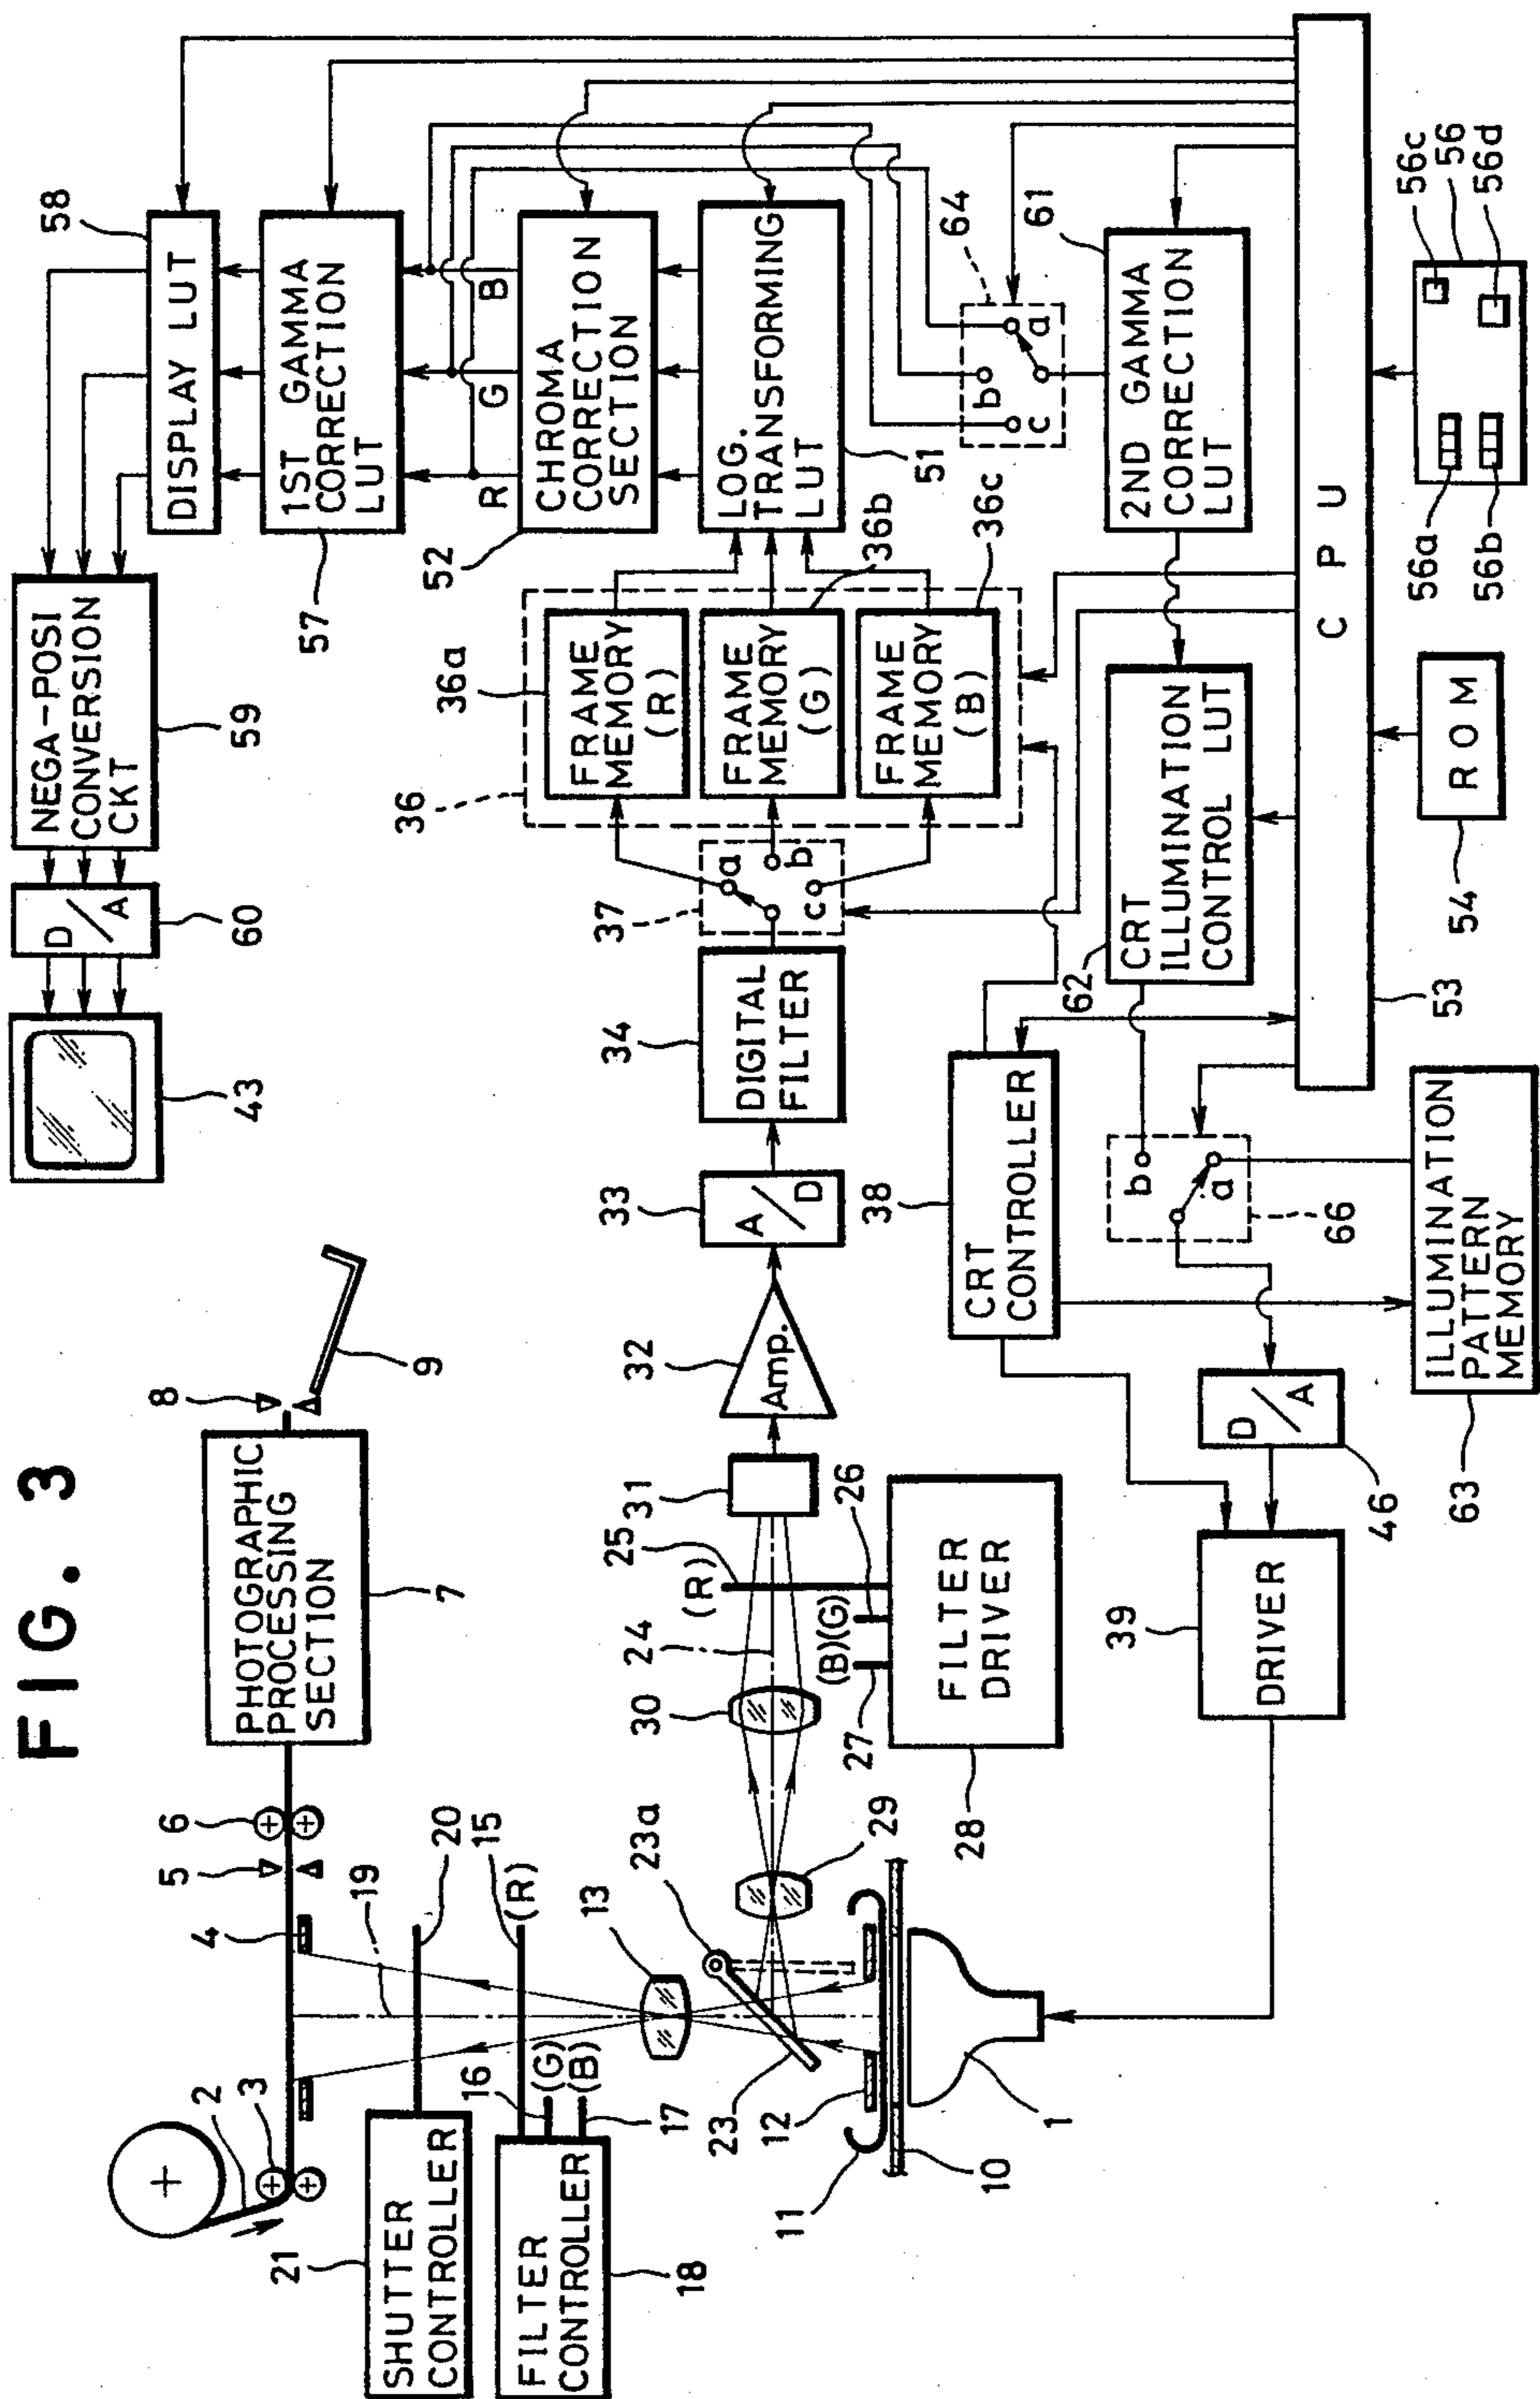 FIG. 3
2
3
4
5
6
PHOTOGRAPHIC
PROCESSING
SECTION
7
8
9
19
20
21
SHUTTER
CONTROLLER
15
(R)
16
(G)
(B)
17
FILTER
CONTROLLER
18
13
23a
23
12
11
10
1
29
30
24
(R)
25
(B)(G)
26
27
FILTER
DRIVER
28
31
32
Amp.
33
A/D
34
DIGITAL
FILTER
37
a
b
c
36
36a
FRAME
MEMORY
(R)
36b
FRAME
MEMORY
(G)
36c
FRAME
MEMORY
(B)
43
60
D/A
59
NEGA-POSI
CONVERSION
CKT
58
DISPLAY LUT
57
1ST GAMMA
CORRECTION
LUT
R
G
B
52
CHROMA
CORRECTION
SECTION
LOG.
TRANSFORMING
LUT
51
64
a
b
c
61
2ND GAMMA
CORRECTION
LUT
62
CRT
ILLUMINATION
CONTROL LUT
38
CRT
CONTROLLER
39
DRIVER
D/A
46
b
a
66
63
ILLUMINATION
PATTERN
MEMORY
CPU
53
54
ROM
56a
56b
56c
56
56d